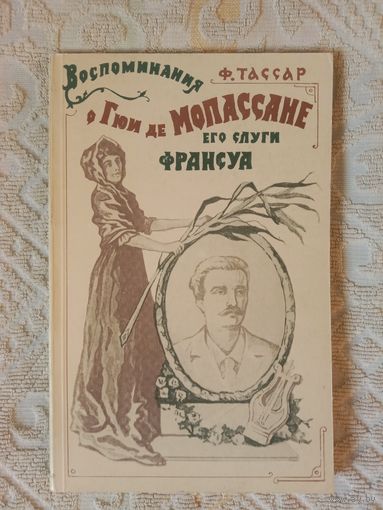 Воспоминания
Ф. ТАССАР
о Гюи де МОПАССАНЕ
ЕГО СЛУГИ
ФРАНСУА